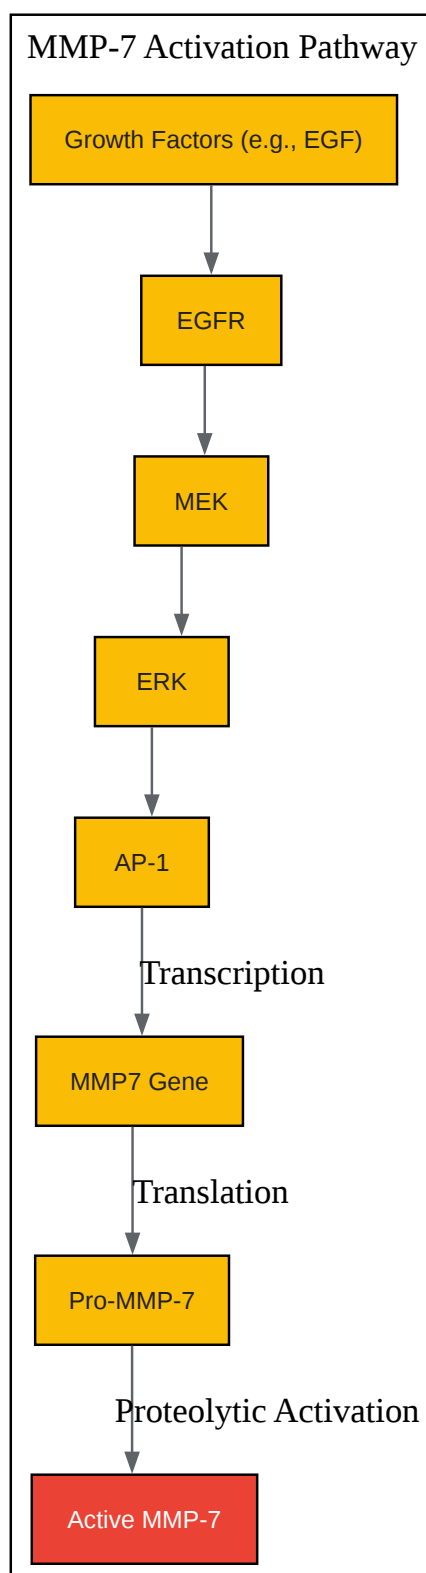 MMP-7 Activation Pathway
Growth Factors (e.g., EGF)
EGFR
MEK
ERK
AP-1
Transcription
MMP7 Gene
Translation
Pro-MMP-7
Proteolytic Activation
Active MMP-7